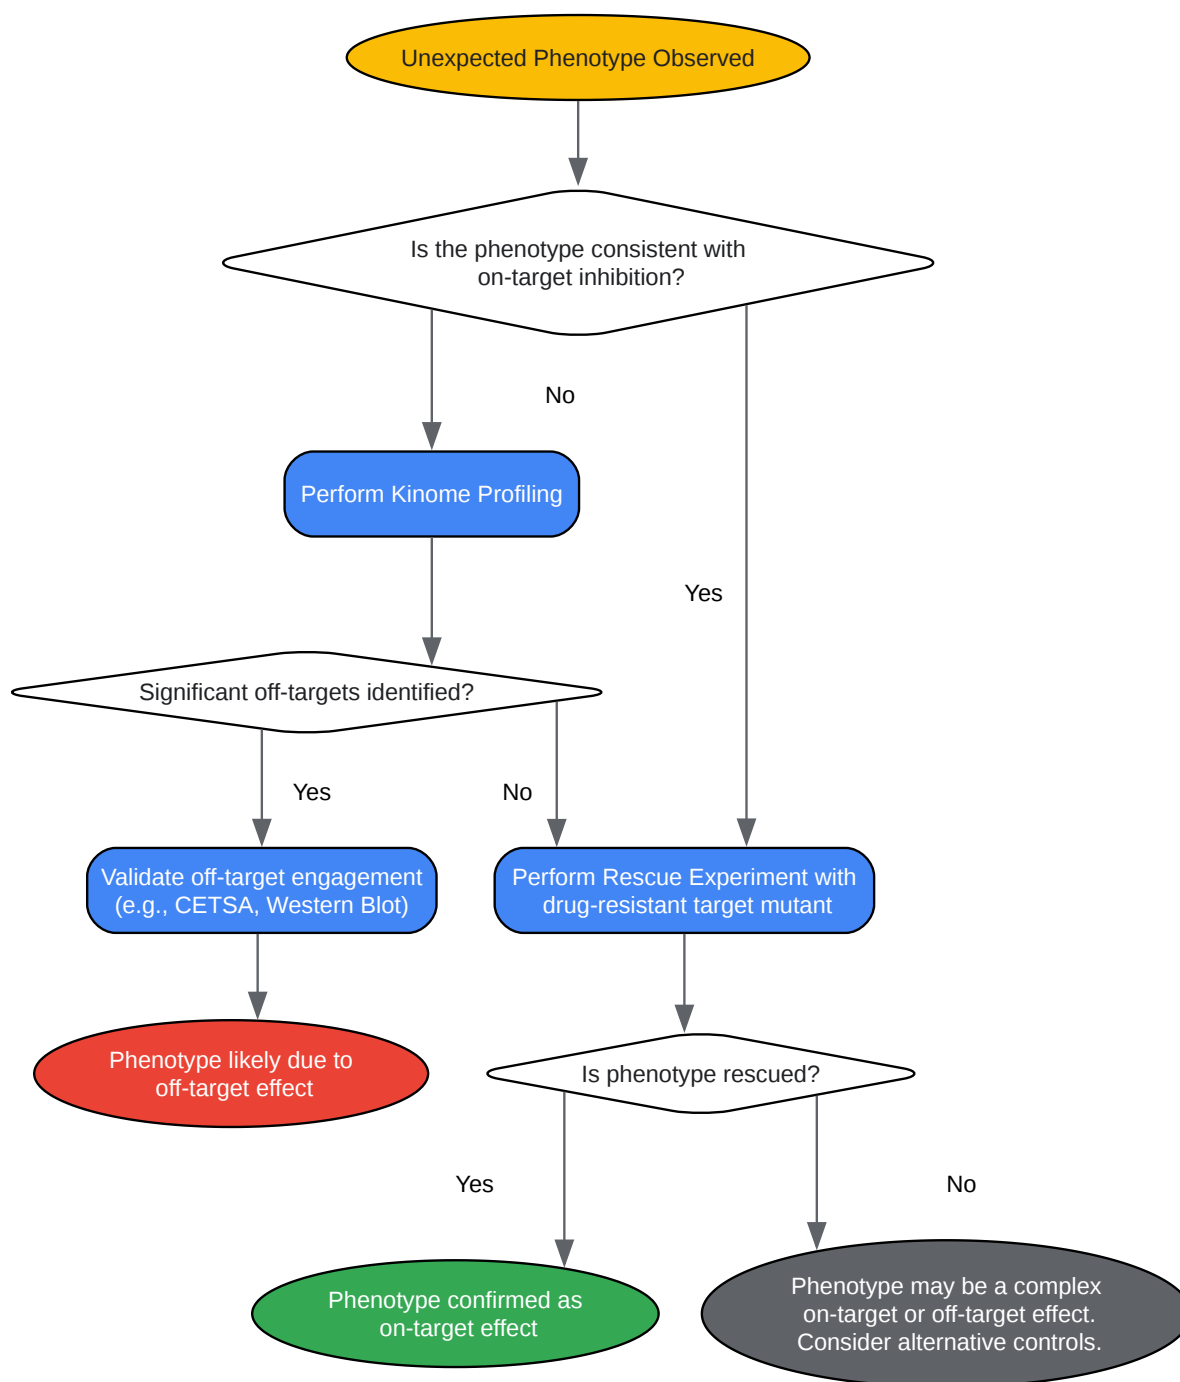 Unexpected Phenotype Observed
Is the phenotype consistent with
on-target inhibition?
No
Perform Kinome Profiling
Yes
Significant off-targets identified?
Yes
No
Validate off-target engagement
(e.g., CETSA, Western Blot)
Perform Rescue Experiment with
drug-resistant target mutant
Phenotype likely due to
off-target effect
Is phenotype rescued?
Yes
No
Phenotype confirmed as
on-target effect
Phenotype may be a complex
on-target or off-target effect.
Consider alternative controls.